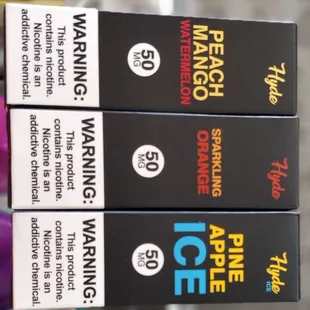 Hyde
PEACH
MANGO
WATERMELON
50
MG
WARNING:
This product
contains nicotine.
Nicotine is an
addictive chemical.
Hyde
SPARKLING
ORANGE
50
MG
WARNING:
This product
contains nicotine.
Nicotine is an
addictive chemical.
Hyde
ICE
PINE
APPLE
ICE
50
MG
WARNING:
This product
contains nicotine.
Nicotine is an
addictive chemical.